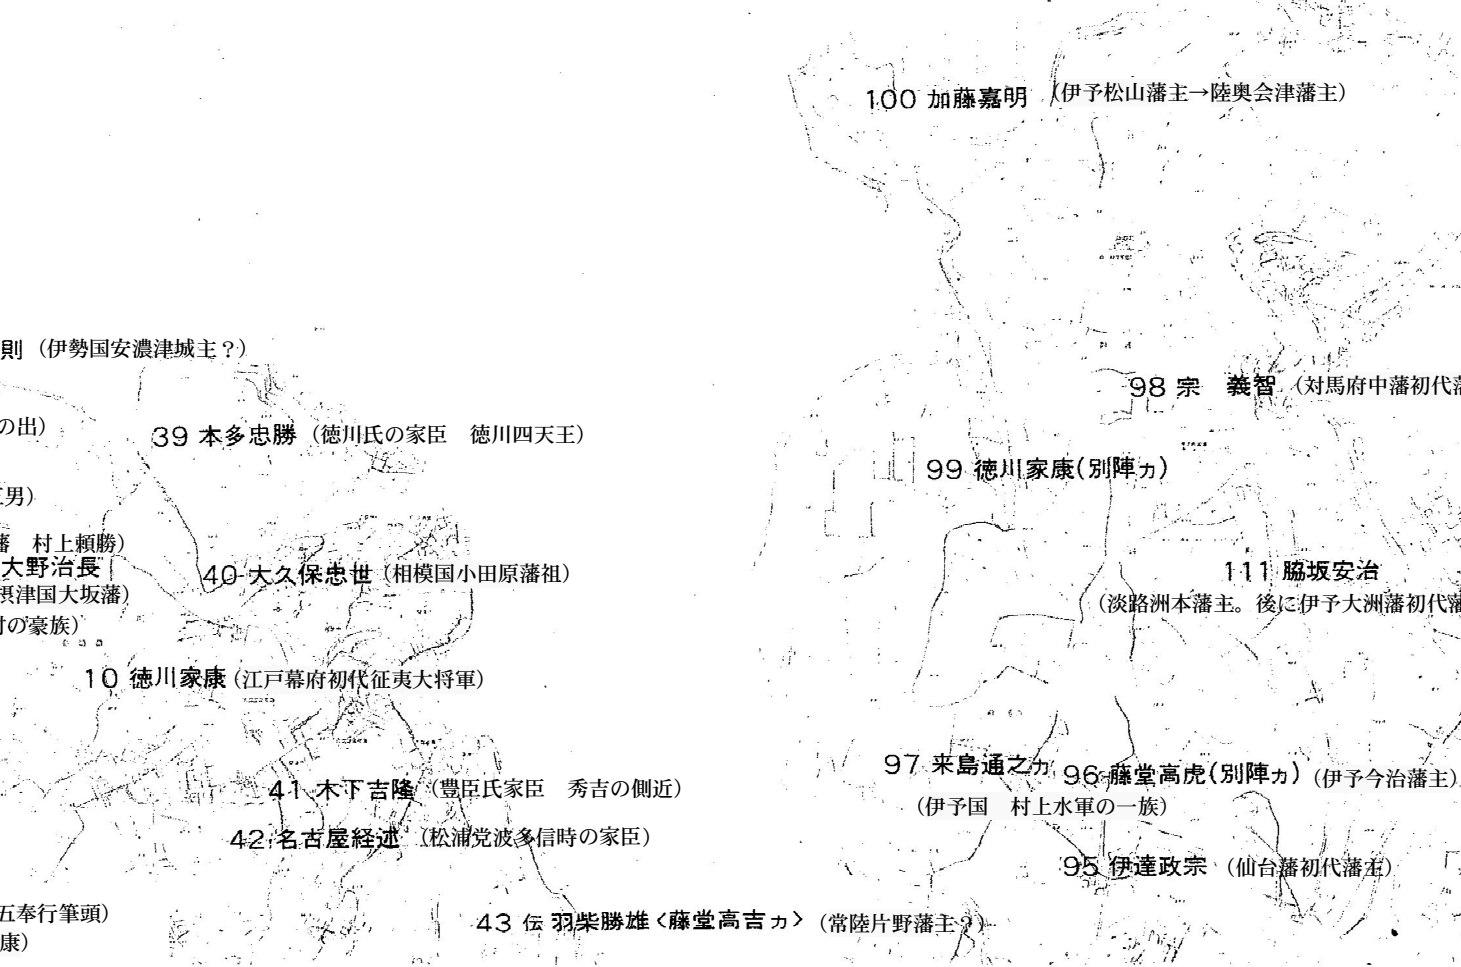 100 加藤嘉明 (伊予松山藩主→陸奥会津藩主)
則 (伊勢国安濃津城主?)
98 宗 義智 (対馬府中藩初代藩
の出)
39 本多忠勝 (徳川氏の家臣 徳川四天王)
99 徳川家康(別陣ヵ)
男)
藩 村上頼勝)
大野治長
40 大久保忠世 (相模国小田原藩祖)
111 脇坂安治
摂津国大坂藩)
(淡路洲本藩主。後に伊予大洲藩初代藩
村の豪族)
10 徳川家康 (江戸幕府初代征夷大将軍)
97 来島通之ヵ
(伊予国 村上水軍の一族)
96 藤堂高虎(別陣ヵ) (伊予今治藩主)
41 木下吉隆 (豊臣氏家臣 秀吉の側近)
42 名古屋経述 (松浦党波多信時の家臣)
95 伊達政宗 (仙台藩初代藩主)
五奉行筆頭)
43 伝 羽柴勝雄<藤堂高吉ヵ> (常陸片野藩主?)
康)